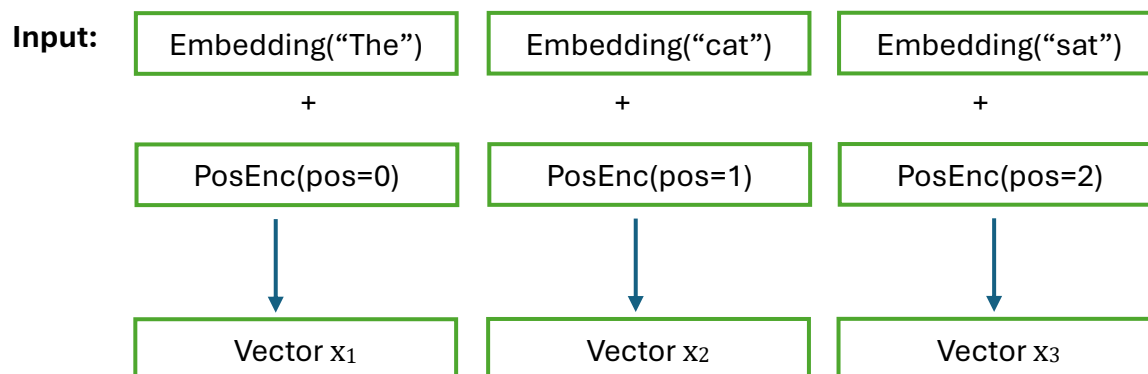 Input: Embedding(“The”) Embedding(“cat”) Embedding(“sat”)
+ + +
PosEnc(pos=0) PosEnc(pos=1) PosEnc(pos=2)
Vector x₁ Vector x₂ Vector x₃